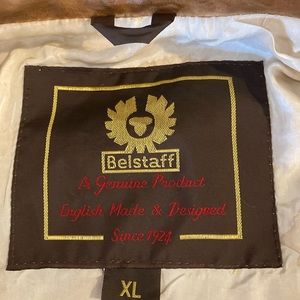 Belstaff
A Genuine Product
English Made & Designed
Since 1924
XL